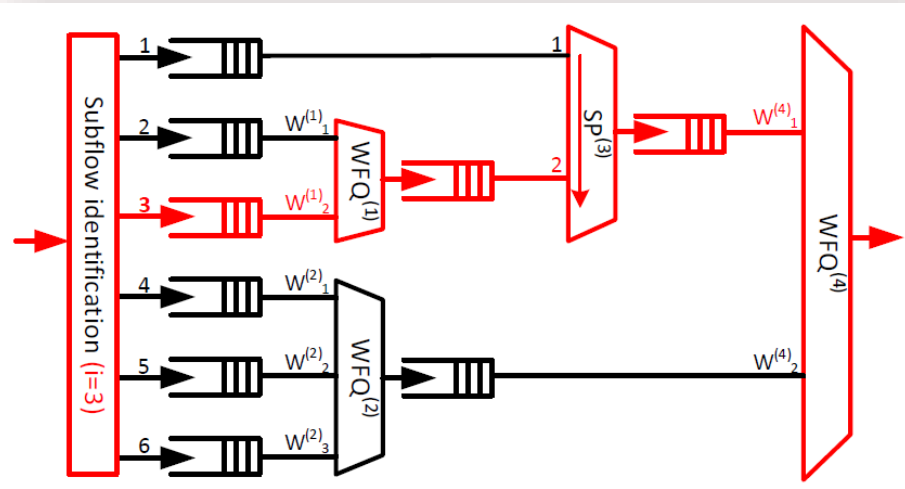 Subflow identification (i=3)
1
2
3
4
5
6
W(1)1
W(1)2
W(2)1
W(2)2
W(2)3
WFQ(1)
WFQ(2)
1
2
SP(3)
W(4)1
W(4)2
WFQ(4)